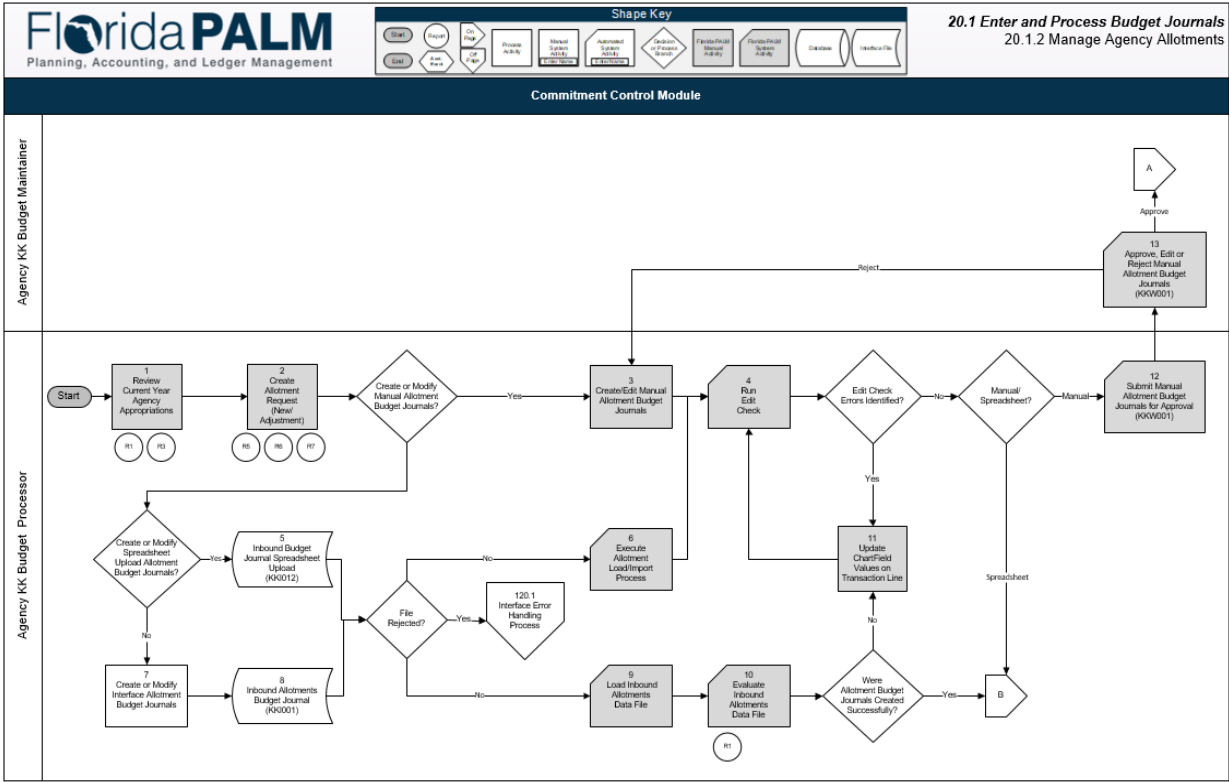 Florida PALM
Planning, Accounting, and Ledger Management
Shape Key
Start
End
Report
On
Page
Off
Page
Process
Activity
Manual
System
Activity
Enter Name
Automated
System
Activity
Enter Name
Decision
or Process
Branch
Florida PALM
Manual
Activity
Florida PALM
System
Activity
Database
Interface File
20.1 Enter and Process Budget Journals
20.1.2 Manage Agency Allotments
Commitment Control Module
Agency KK Budget Maintainer
A
Approve
13
Approve, Edit or
Reject Manual
Allotment Budget
Journals
(KKW001)
Reject
Agency KK Budget Processor
Start
1
Review
Current Year
Agency
Appropriations
R1
R3
2
Create
Allotment
Request
(New/
Adjustment)
R5
R6
R7
Create or Modify
Manual Allotment
Budget Journals?
Yes
3
Create/Edit Manual
Allotment Budget
Journals
4
Run
Edit
Check
Edit Check
Errors Identified?
No
Manual/
Spreadsheet?
Manual
12
Submit Manual
Allotment Budget
Journals for Approval
(KKW001)
Yes
Create or Modify
Spreadsheet
Upload Allotment
Budget Journals?
Yes
5
Inbound Budget
Journal Spreadsheet
Upload
(KKI012)
No
6
Execute
Allotment
Load/Import
Process
11
Update
ChartField
Values on
Transaction Line
Spreadsheet
File
Rejected?
Yes
120.1
Interface Error
Handling
Process
No
No
7
Create or Modify
Interface Allotment
Budget Journals
8
Inbound Allotments
Budget Journal
(KKI001)
No
9
Load Inbound
Allotments
Data File
10
Evaluate
Inbound
Allotments
Data File
R1
Were
Allotment Budget
Journals Created
Successfully?
Yes
B